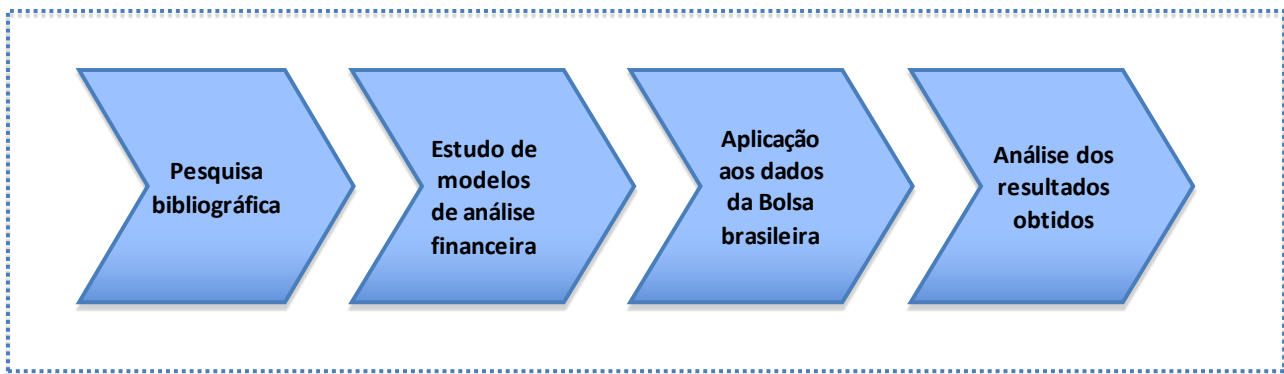 Pesquisa
bibliográfica
Estudo de
modelos
de análise
financeira
Aplicação
aos dados
da Bolsa
brasileira
Análise dos
resultados
obtidos